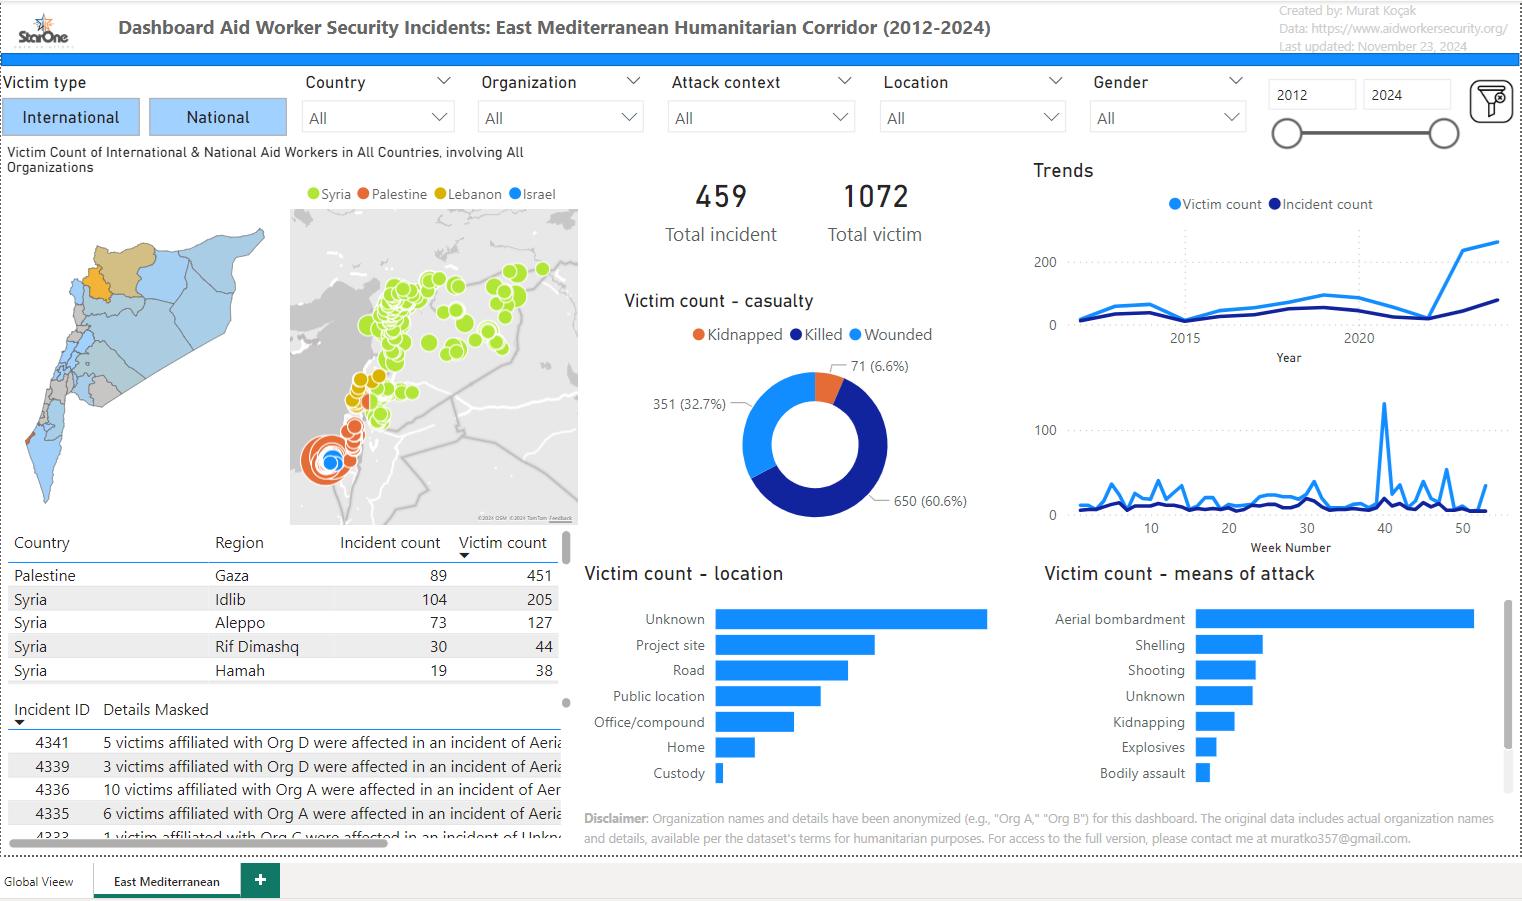 StarOne
Dashboard Aid Worker Security Incidents: East Mediterranean Humanitarian Corridor (2012-2024)
Created by: Murat Koçak
Data: https://www.aidworkersecurity.org/
Last updated: November 23, 2024
Victim type
Country
Organization
Attack context
Location
Gender
2012
2024
International
National
All
All
All
All
All
Victim Count of International & National Aid Workers in All Countries, involving All
Organizations
Syria
Palestine
Lebanon
Israel
©2024 OSM ©2024 TomTom Feedback
459
Total incident
1072
Total victim
Victim count - casualty
Kidnapped
Killed
Wounded
71 (6.6%)
351 (32.7%)
650 (60.6%)
Trends
Victim count
Incident count
200
0
2015
2020
Year
100
0
10
20
30
40
50
Week Number
Country Region Incident count Victim count
Palestine Gaza 89 451
Syria Idlib 104 205
Syria Aleppo 73 127
Syria Rif Dimashq 30 44
Syria Hamah 19 38
Incident ID Details Masked
4341 5 victims affiliated with Org D were affected in an incident of Aeria
4339 3 victims affiliated with Org D were affected in an incident of Aeria
4336 10 victims affiliated with Org A were affected in an incident of Aer
4335 6 victims affiliated with Org A were affected in an incident of Aeria
4333 1 victim affiliated with Org C were affected in an incident of Unkn
Victim count - location
Unknown
Project site
Road
Public location
Office/compound
Home
Custody
Victim count - means of attack
Aerial bombardment
Shelling
Shooting
Unknown
Kidnapping
Explosives
Bodily assault
Disclaimer: Organization names and details have been anonymized (e.g., "Org A," "Org B") for this dashboard. The original data includes actual organization names
and details, available per the dataset's terms for humanitarian purposes. For access to the full version, please contact me at muratko357@gmail.com.
Global Vieew
East Mediterranean
+